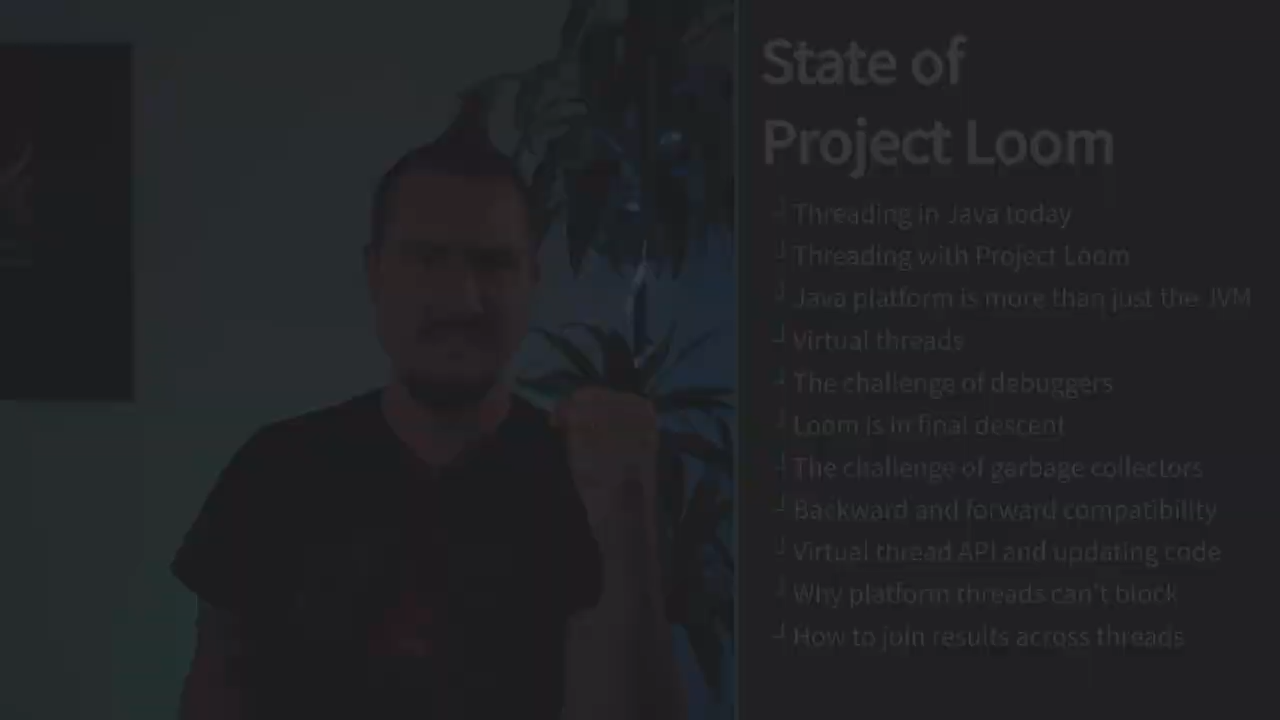 State of
Project Loom
Threading in Java today
Threading with Project Loom
Java platform is more than just the JVM
Virtual threads
The challenge of debuggers
Loom is in final descent
The challenge of garbage collectors
Backward and forward compatibility
Virtual thread API and updating code
Why platform threads can't block
How to join results across threads